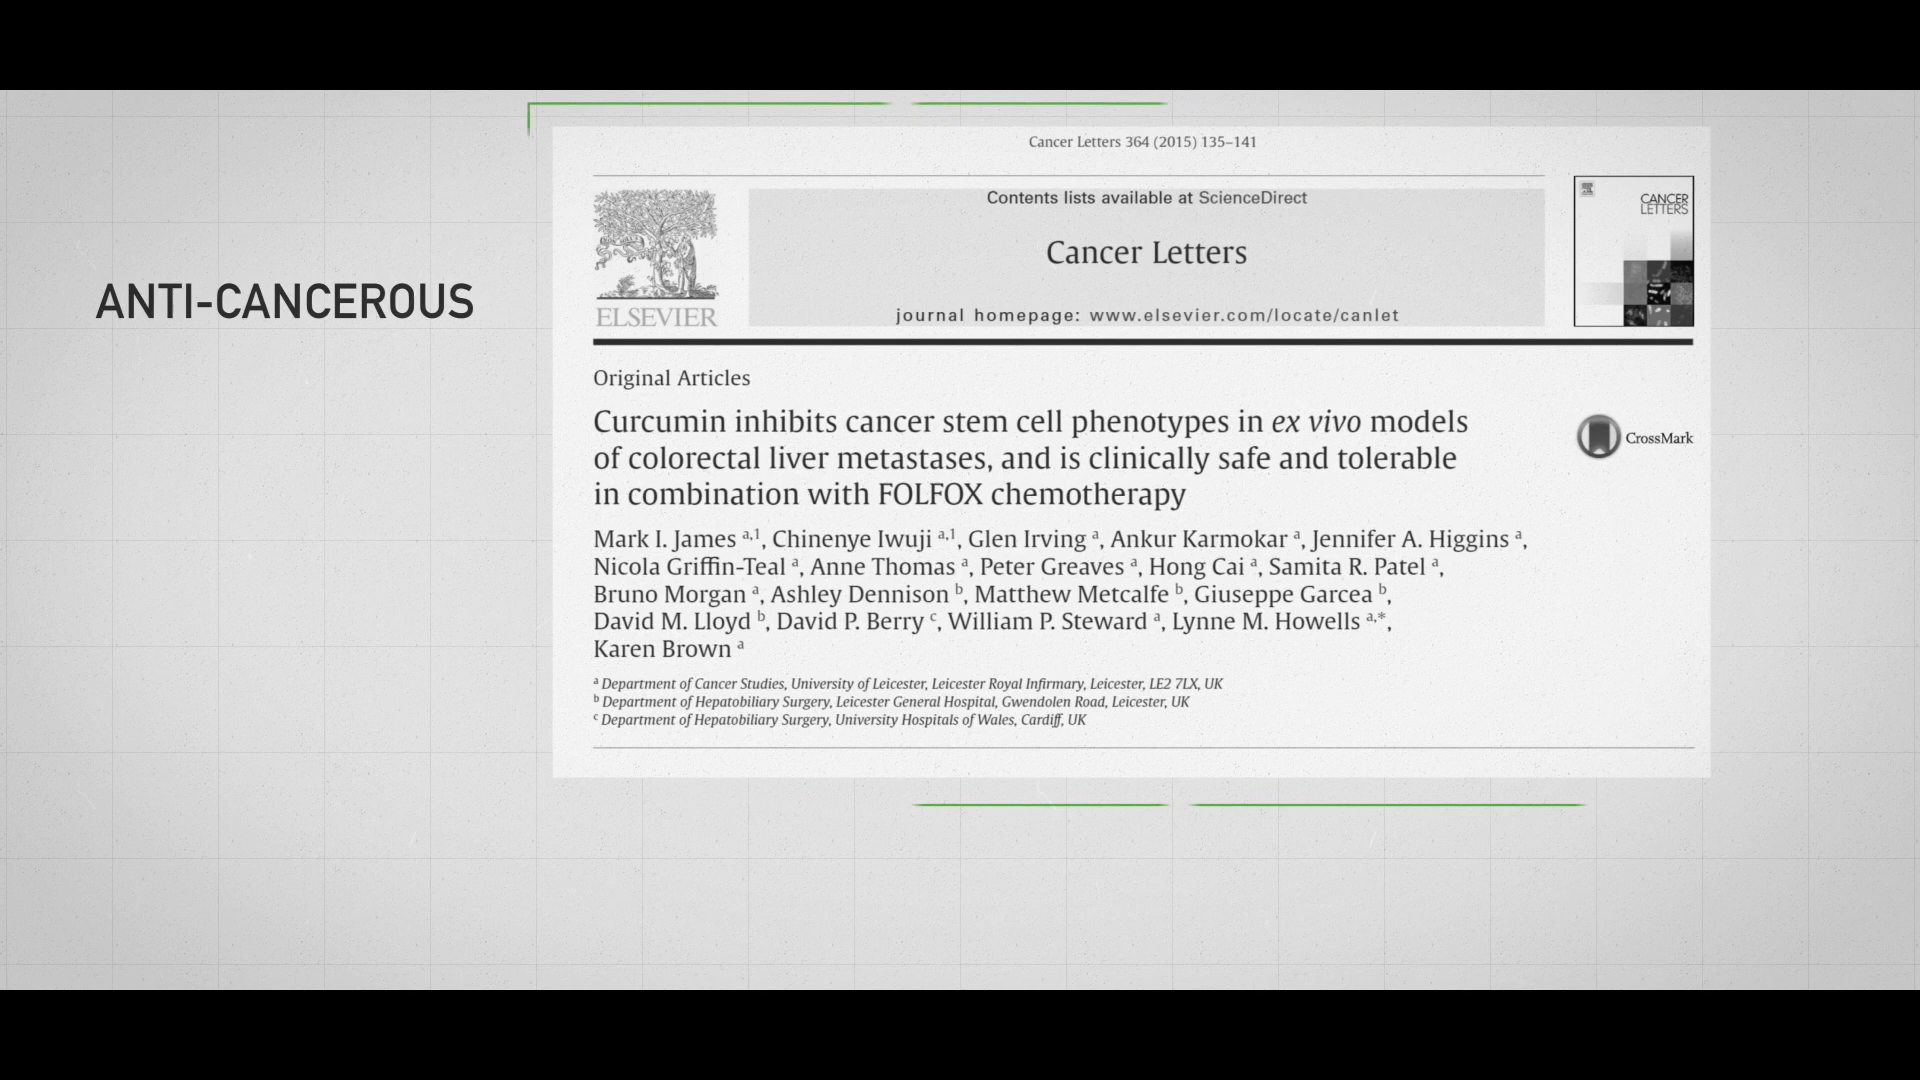 ANTI-CANCEROUS
Cancer Letters 364 (2015) 135–141
Contents lists available at ScienceDirect
Cancer Letters
journal homepage: www.elsevier.com/locate/canlet
ELSEVIER
CANCER
LETTERS
Original Articles
Curcumin inhibits cancer stem cell phenotypes in ex vivo models
of colorectal liver metastases, and is clinically safe and tolerable
in combination with FOLFOX chemotherapy
CrossMark
Mark I. James a,1, Chinenye Iwuji a,1, Glen Irving a, Ankur Karmokar a, Jennifer A. Higgins a,
Nicola Griffin-Teal a, Anne Thomas a, Peter Greaves a, Hong Cai a, Samita R. Patel a,
Bruno Morgan a, Ashley Dennison b, Matthew Metcalfe b, Giuseppe Garcea b,
David M. Lloyd b, David P. Berry c, William P. Steward a, Lynne M. Howells a,*,
Karen Brown a
a Department of Cancer Studies, University of Leicester, Leicester Royal Infirmary, Leicester, LE2 7LX, UK
b Department of Hepatobiliary Surgery, Leicester General Hospital, Gwendolen Road, Leicester, UK
c Department of Hepatobiliary Surgery, University Hospitals of Wales, Cardiff, UK